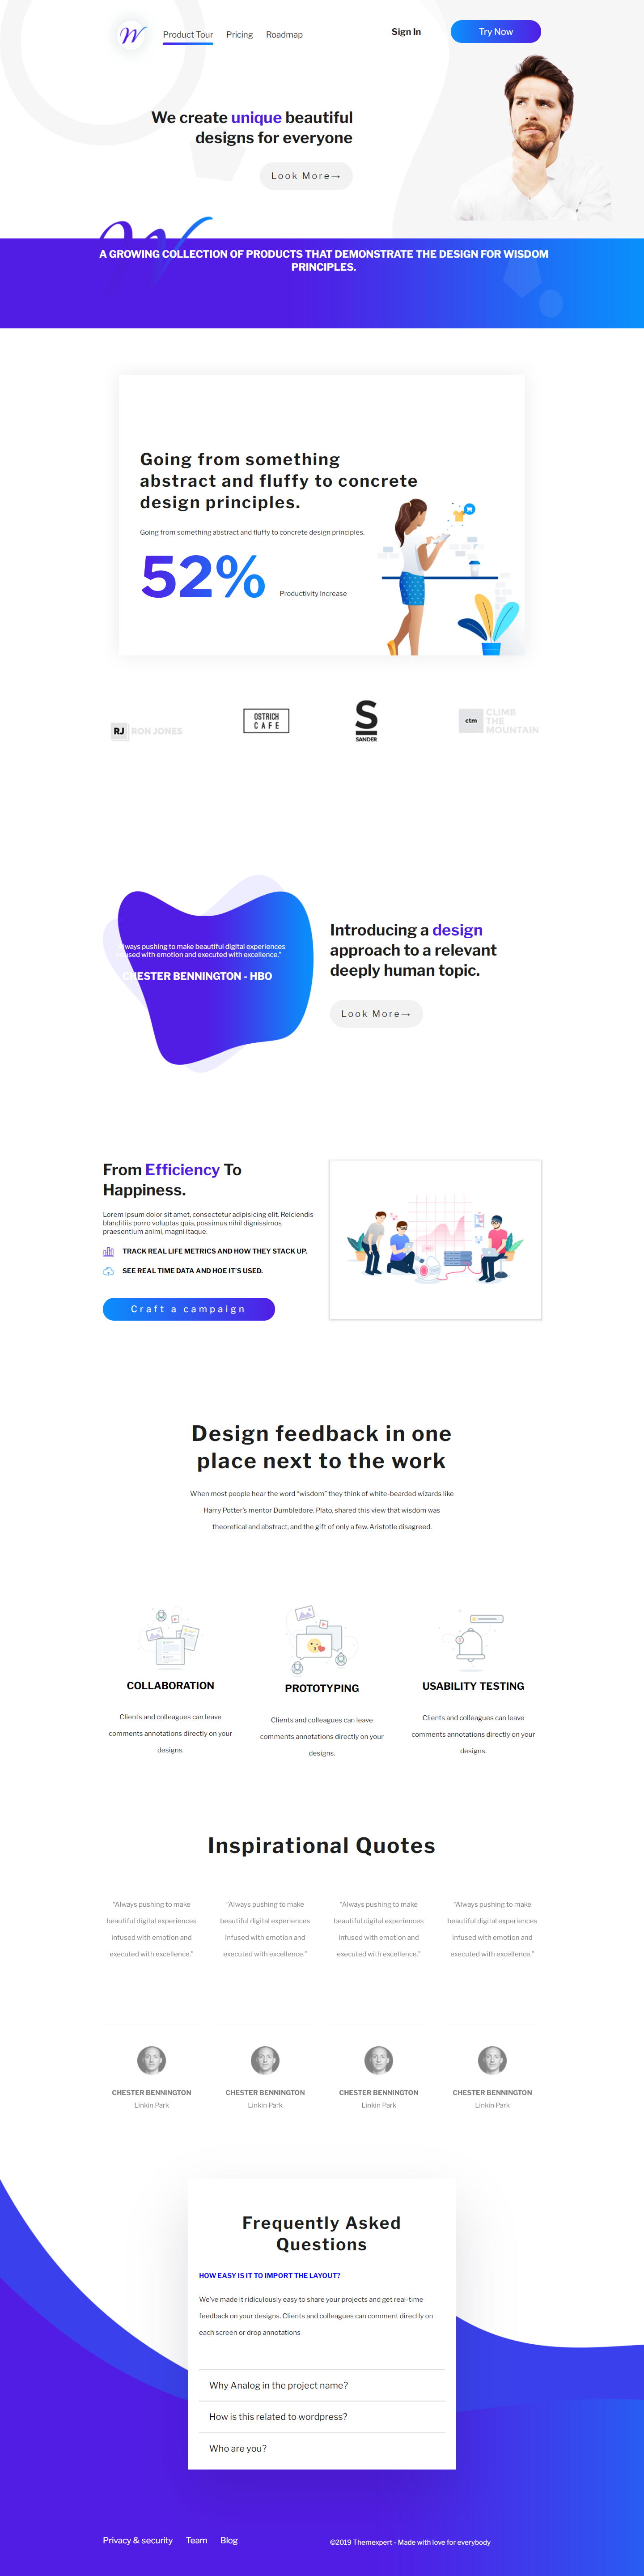 W
Product Tour Pricing Roadmap
Sign In
Try Now
We create unique beautiful
designs for everyone
Look More→
W
A GROWING COLLECTION OF PRODUCTS THAT DEMONSTRATE THE DESIGN FOR WISDOM
PRINCIPLES.
Going from something
abstract and fluffy to concrete
design principles.
Going from something abstract and fluffy to concrete design principles.
52%
Productivity Increase
RJ RON JONES
OSTRICH
CAFE
S
SANDER
ctm
CLIMB
THE
MOUNTAIN
“Always pushing to make beautiful digital experiences
infused with emotion and executed with excellence.”
CHESTER BENNINGTON - HBO
Introducing a design
approach to a relevant
deeply human topic.
Look More→
From Efficiency To
Happiness.
Lorem ipsum dolor sit amet, consectetur adipisicing elit. Reiciendis
blanditiis porro voluptas quia, possimus nihil dignissimos
praesentium animi, magni itaque.
TRACK REAL LIFE METRICS AND HOW THEY STACK UP.
SEE REAL TIME DATA AND HOE IT'S USED.
Craft a campaign
Design feedback in one
place next to the work
When most people hear the word “wisdom” they think of white-bearded wizards like
Harry Potter’s mentor Dumbledore. Plato, shared this view that wisdom was
theoretical and abstract, and the gift of only a few. Aristotle disagreed.
COLLABORATION
Clients and colleagues can leave
comments annotations directly on your
designs.
PROTOTYPING
Clients and colleagues can leave
comments annotations directly on your
designs.
USABILITY TESTING
Clients and colleagues can leave
comments annotations directly on your
designs.
Inspirational Quotes
“Always pushing to make
beautiful digital experiences
infused with emotion and
executed with excellence.”
CHESTER BENNINGTON
Linkin Park
“Always pushing to make
beautiful digital experiences
infused with emotion and
executed with excellence.”
CHESTER BENNINGTON
Linkin Park
“Always pushing to make
beautiful digital experiences
infused with emotion and
executed with excellence.”
CHESTER BENNINGTON
Linkin Park
“Always pushing to make
beautiful digital experiences
infused with emotion and
executed with excellence.”
CHESTER BENNINGTON
Linkin Park
Frequently Asked
Questions
HOW EASY IS IT TO IMPORT THE LAYOUT?
We’ve made it ridiculously easy to share your projects and get real-time
feedback on your designs. Clients and colleagues can comment directly on
each screen or drop annotations
Why Analog in the project name?
How is this related to wordpress?
Who are you?
Privacy & security Team Blog
©2019 Themexpert - Made with love for everybody